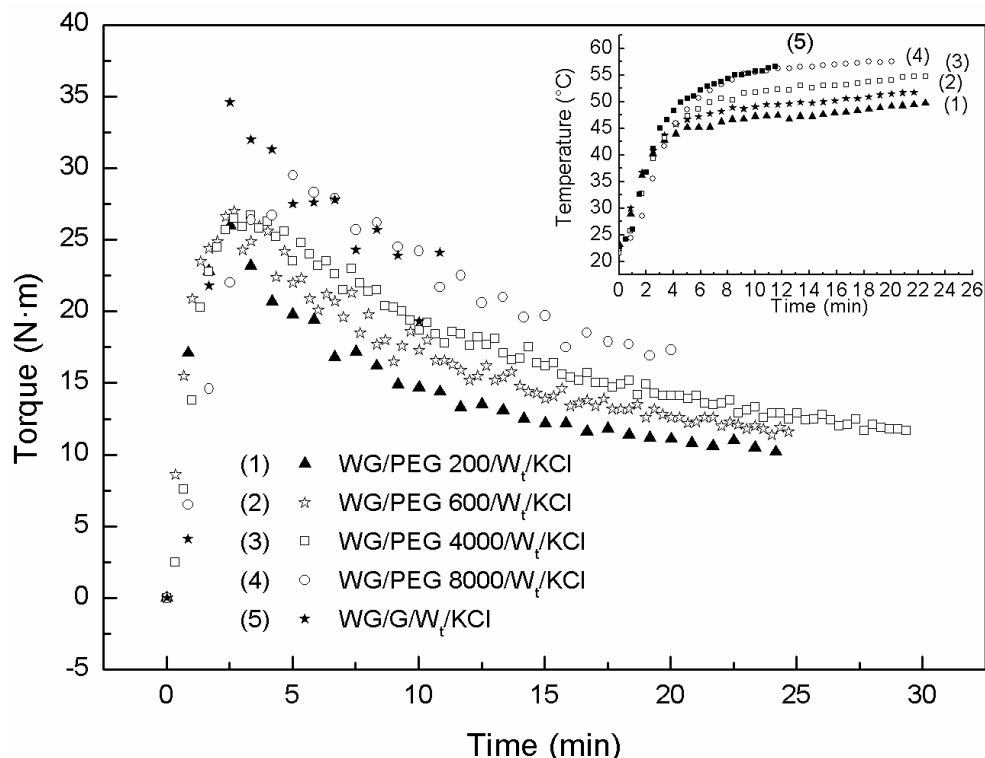 40
35
30
25
20
15
10
5
0
-5
Torque (N·m)
0 5 10 15 20 25 30
Time (min)
(1) ▲ WG/PEG 200/Wt/KCl
(2) ☆ WG/PEG 600/Wt/KCl
(3) □ WG/PEG 4000/Wt/KCl
(4) ○ WG/PEG 8000/Wt/KCl
(5) ★ WG/G/Wt/KCl
60
55
50
45
40
35
30
25
20
Temperature (°C)
(5)
(4)
(3)
(2)
(1)
0 2 4 6 8 10 12 14 16 18 20 22 24 26
Time (min)